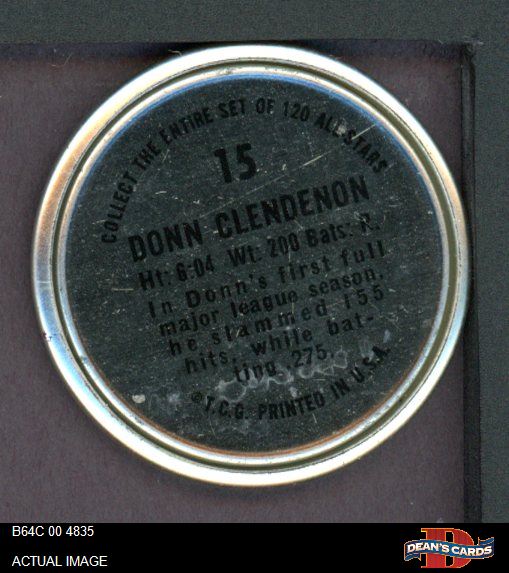 COLLECT THE ENTIRE SET OF 120 ALL STARS
15
DONN CLENDENON
Ht: 6:04 Wt: 200 Bats: R.
In Donn's first full
major league season,
he slammed 155
hits, while bat-
ting .275.
©T.C.G. PRINTED IN U.S.A.
B64C 00 4835
ACTUAL IMAGE
DEAN'S CARDS